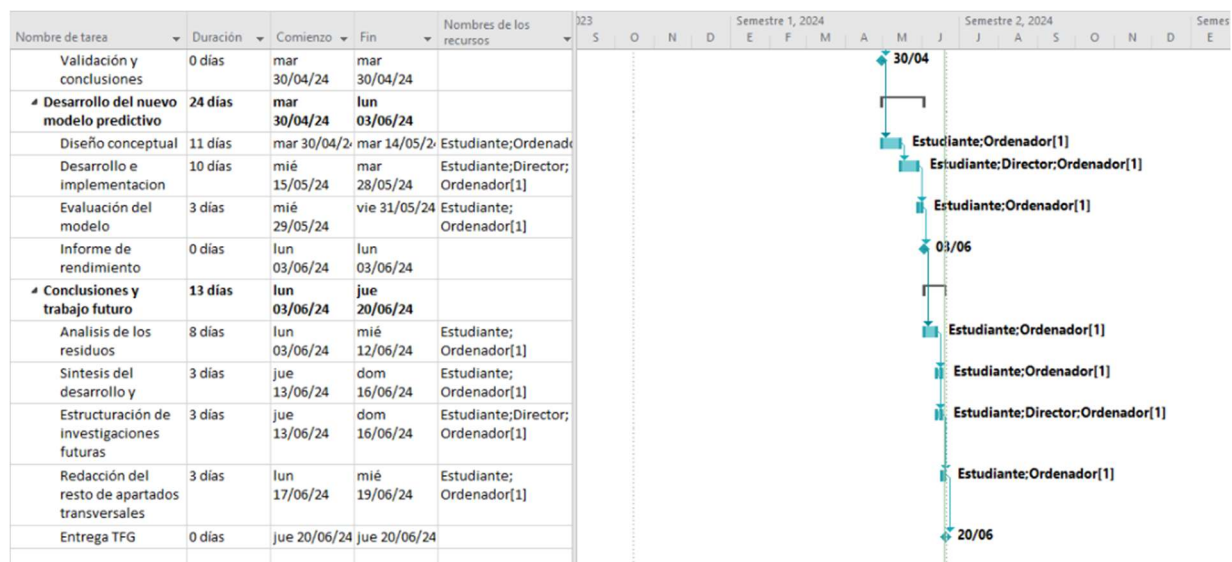 Nombre de tarea Duración Comienzo Fin Nombres de los recursos
023 Semestre 1, 2024 Semestre 2, 2024 Semes
S O N D E F M A M J J A S O N D E
Validación y conclusiones 0 días mar 30/04/24 mar 30/04/24
30/04
Desarrollo del nuevo modelo predictivo 24 días mar 30/04/24 lun 03/06/24
Diseño conceptual 11 días mar 30/04/2 mar 14/05/2 Estudiante;Ordenad
Estudiante;Ordenador[1]
Desarrollo e implementacion 10 días mié 15/05/24 mar 28/05/24 Estudiante;Director; Ordenador[1]
Estudiante;Director;Ordenador[1]
Evaluación del modelo 3 días mié 29/05/24 vie 31/05/24 Estudiante; Ordenador[1]
Estudiante;Ordenador[1]
Informe de rendimiento 0 días lun 03/06/24 lun 03/06/24
03/06
Conclusiones y trabajo futuro 13 días lun 03/06/24 jue 20/06/24
Analisis de los residuos 8 días lun 03/06/24 mié 12/06/24 Estudiante; Ordenador[1]
Estudiante;Ordenador[1]
Sintesis del desarrollo y 3 días jue 13/06/24 dom 16/06/24 Estudiante; Ordenador[1]
Estudiante;Ordenador[1]
Estructuración de investigaciones futuras 3 días jue 13/06/24 dom 16/06/24 Estudiante;Director; Ordenador[1]
Estudiante;Director;Ordenador[1]
Redacción del resto de apartados transversales 3 días lun 17/06/24 mié 19/06/24 Estudiante; Ordenador[1]
Estudiante;Ordenador[1]
Entrega TFG 0 días jue 20/06/24 jue 20/06/24
20/06